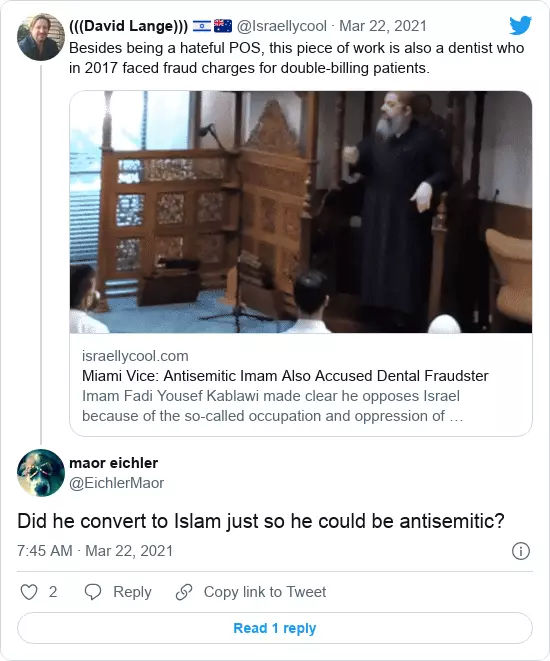 (((David Lange))) 🇮🇱🇦🇺 @Israellycool · Mar 22, 2021
Besides being a hateful POS, this piece of work is also a dentist who
in 2017 faced fraud charges for double-billing patients.
israellycool.com
Miami Vice: Antisemitic Imam Also Accused Dental Fraudster
Imam Fadi Yousef Kablawi made clear he opposes Israel
because of the so-called occupation and oppression of …
maor eichler
@EichlerMaor
Did he convert to Islam just so he could be antisemitic?
7:45 AM · Mar 22, 2021
2 Reply Copy link to Tweet
Read 1 reply